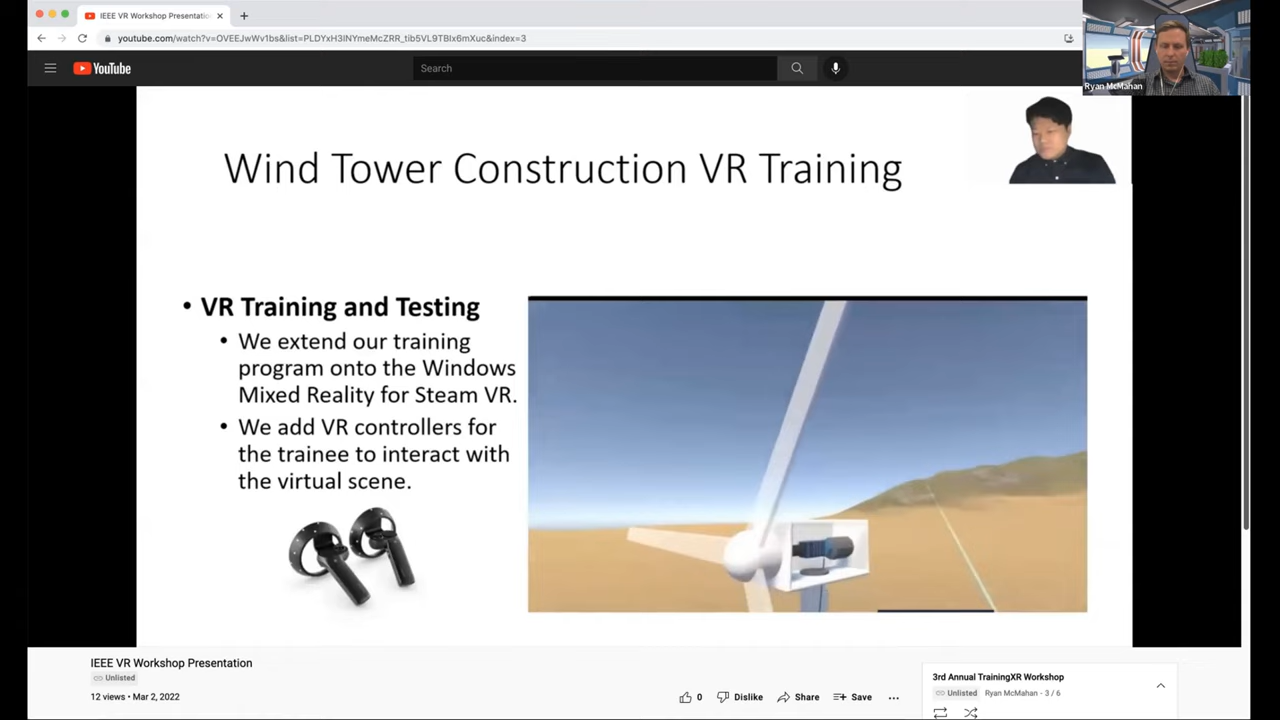 IEEE VR Workshop Presentatio
youtube.com/watch?v=OVEEJwWv1bs&list=PLDYxH3INYmeMcZRR_tib5VL9TBIx6mXuc&index=3
Ryan McMahan
YouTube
Search
Wind Tower Construction VR Training
• VR Training and Testing
• We extend our training
program onto the Windows
Mixed Reality for Steam VR.
• We add VR controllers for
the trainee to interact with
the virtual scene.
IEEE VR Workshop Presentation
Unlisted
12 views • Mar 2, 2022
0
Dislike
Share
Save
3rd Annual TrainingXR Workshop
Unlisted Ryan McMahan - 3 / 6